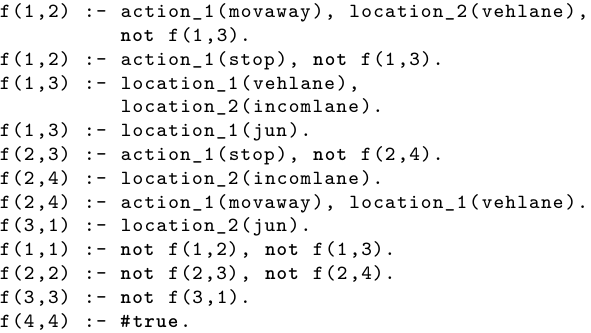 f(1,2) :- action_1(movaway), location_2(vehlane),
not f(1,3).
f(1,2) :- action_1(stop), not f(1,3).
f(1,3) :- location_1(vehlane),
location_2(incomlane).
f(1,3) :- location_1(jun).
f(2,3) :- action_1(stop), not f(2,4).
f(2,4) :- location_2(incomlane).
f(2,4) :- action_1(movaway), location_1(vehlane).
f(3,1) :- location_2(jun).
f(1,1) :- not f(1,2), not f(1,3).
f(2,2) :- not f(2,3), not f(2,4).
f(3,3) :- not f(3,1).
f(4,4) :- #true.